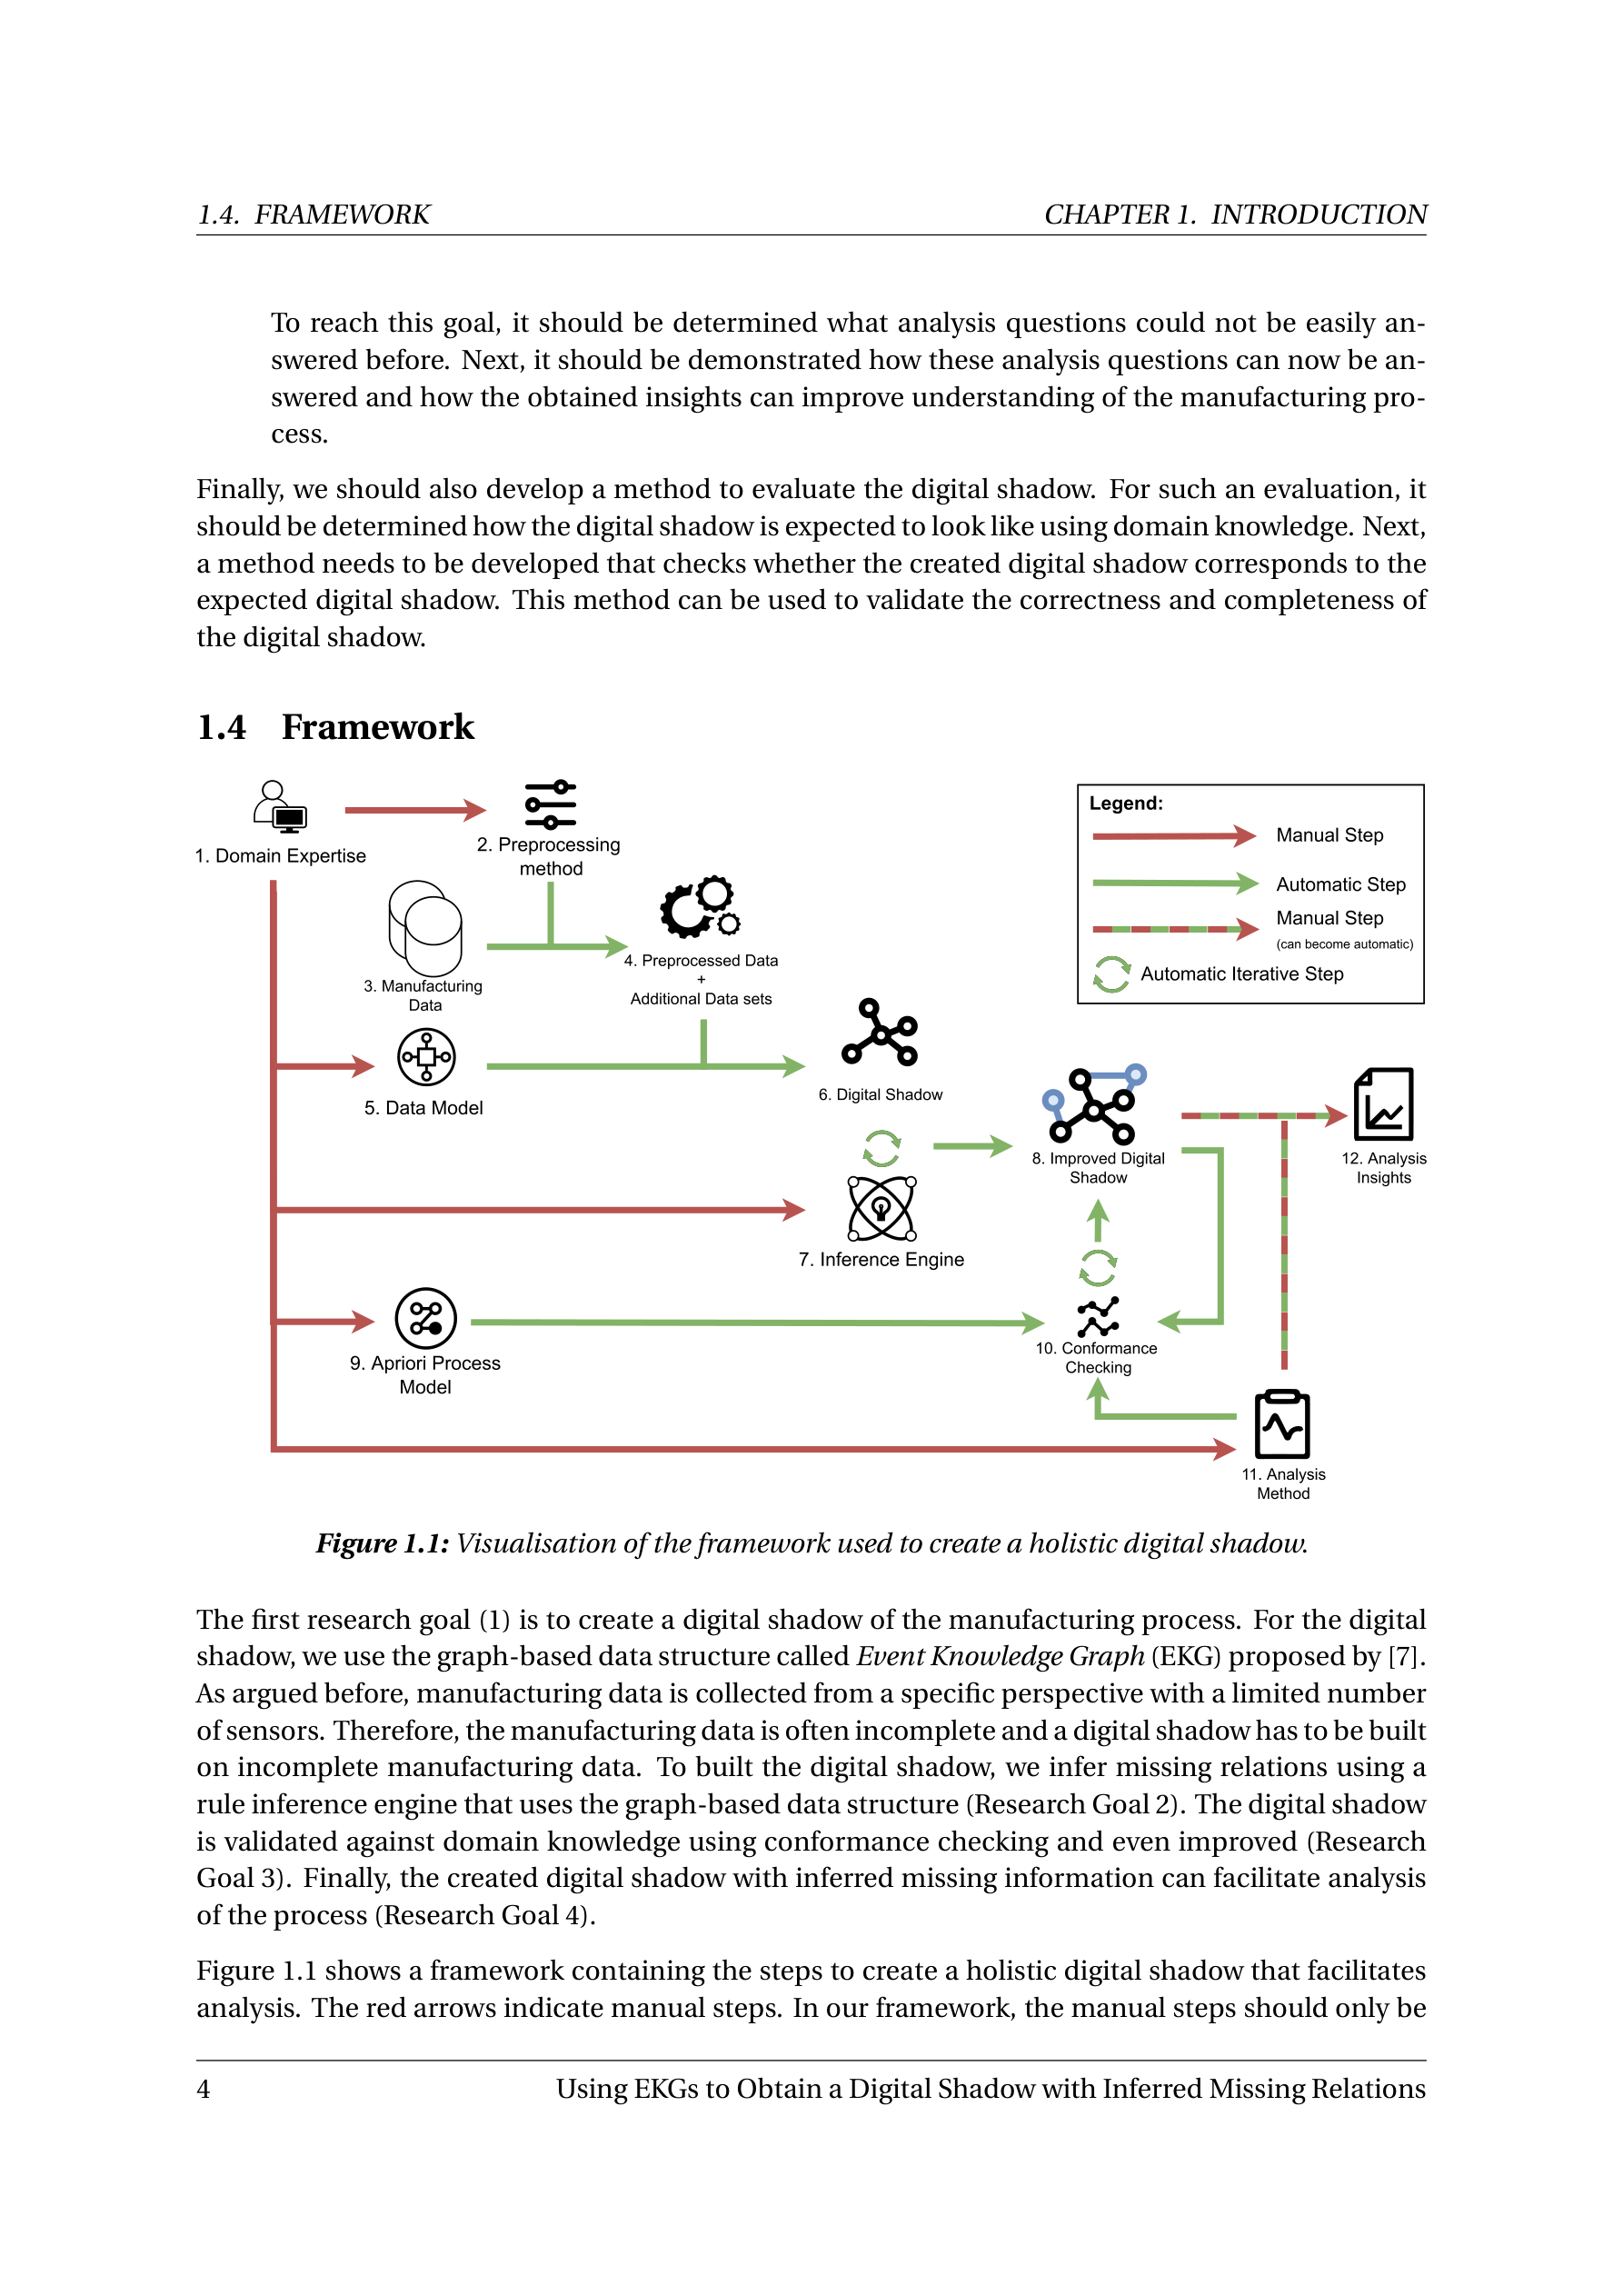 1.4. FRAMEWORK
CHAPTER 1. INTRODUCTION
To reach this goal, it should be determined what analysis questions could not be easily an-
swered before. Next, it should be demonstrated how these analysis questions can now be an-
swered and how the obtained insights can improve understanding of the manufacturing pro-
cess.
Finally, we should also develop a method to evaluate the digital shadow. For such an evaluation, it
should be determined how the digital shadow is expected to look like using domain knowledge. Next,
a method needs to be developed that checks whether the created digital shadow corresponds to the
expected digital shadow. This method can be used to validate the correctness and completeness of
the digital shadow.
1.4 Framework
1. Domain Expertise
2. Preprocessing
method
3. Manufacturing
Data
4. Preprocessed Data
+
Additional Data sets
5. Data Model
6. Digital Shadow
7. Inference Engine
8. Improved Digital
Shadow
9. Apriori Process
Model
10. Conformance
Checking
11. Analysis
Method
12. Analysis
Insights
Legend:
Manual Step
Automatic Step
Manual Step
(can become automatic)
Automatic Iterative Step
Figure 1.1: Visualisation of the framework used to create a holistic digital shadow.
The first research goal (1) is to create a digital shadow of the manufacturing process. For the digital
shadow, we use the graph-based data structure called Event Knowledge Graph (EKG) proposed by [7].
As argued before, manufacturing data is collected from a specific perspective with a limited number
of sensors. Therefore, the manufacturing data is often incomplete and a digital shadow has to be built
on incomplete manufacturing data. To built the digital shadow, we infer missing relations using a
rule inference engine that uses the graph-based data structure (Research Goal 2). The digital shadow
is validated against domain knowledge using conformance checking and even improved (Research
Goal 3). Finally, the created digital shadow with inferred missing information can facilitate analysis
of the process (Research Goal 4).
Figure 1.1 shows a framework containing the steps to create a holistic digital shadow that facilitates
analysis. The red arrows indicate manual steps. In our framework, the manual steps should only be
4
Using EKGs to Obtain a Digital Shadow with Inferred Missing Relations